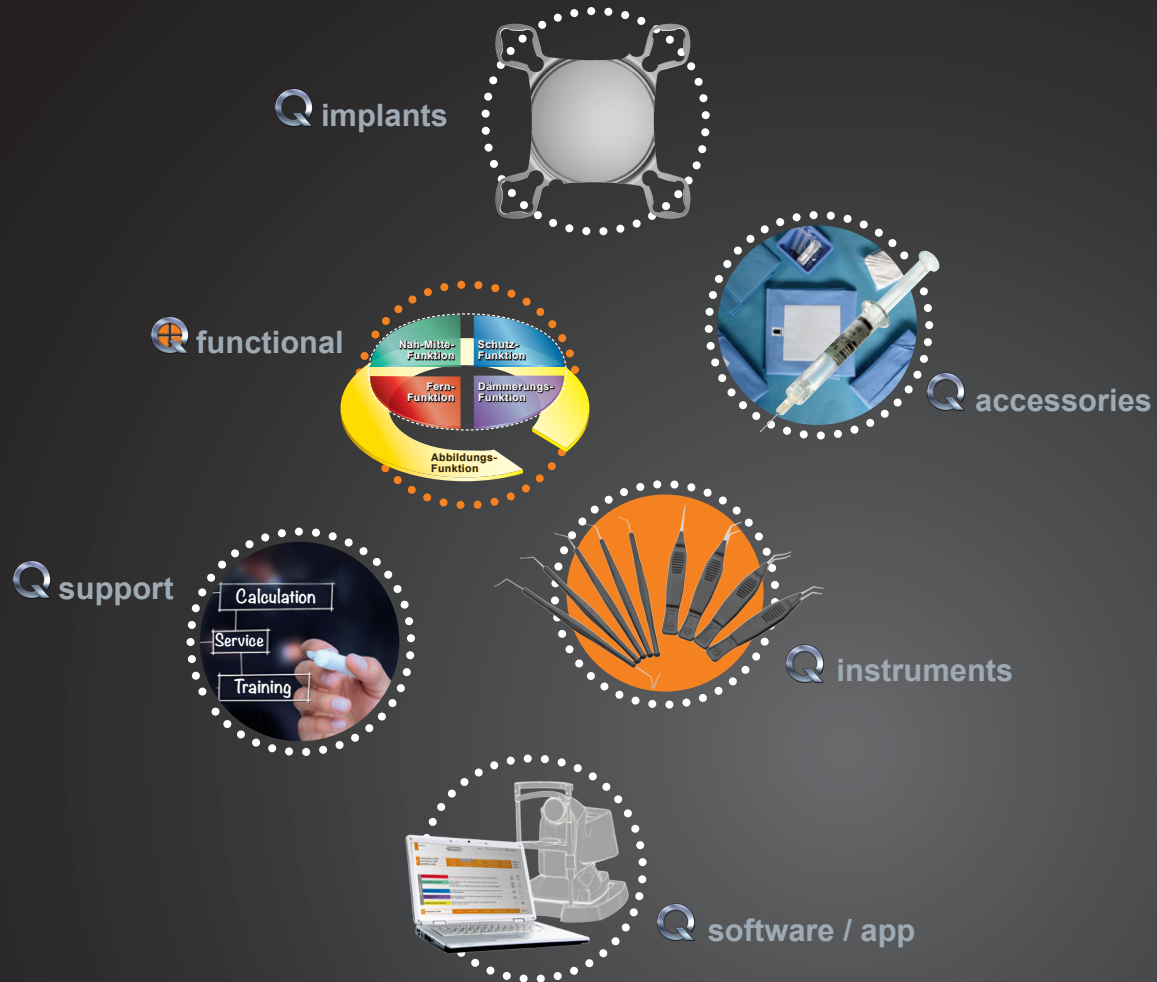 Q implants
Q functional
Nah-Mitte-
Funktion
Schutz-
Funktion
Fern-
Funktion
Dämmerungs-
Funktion
Abbildungs-
Funktion
Q accessories
Q support
Calculation
Service
Training
Q instruments
Q software / app